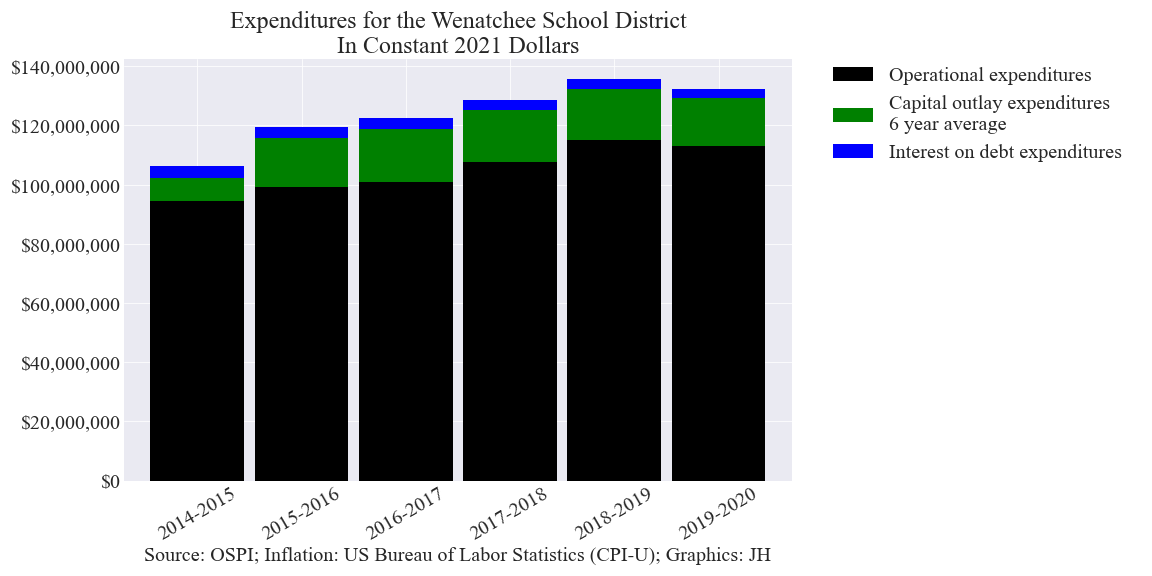 Expenditures for the Wenatchee School District
In Constant 2021 Dollars
$140,000,000
$120,000,000
$100,000,000
$80,000,000
$60,000,000
$40,000,000
$20,000,000
$0
2014-2015
2015-2016
2016-2017
2017-2018
2018-2019
2019-2020
Source: OSPI; Inflation: US Bureau of Labor Statistics (CPI-U); Graphics: JH
Operational expenditures
Capital outlay expenditures
6 year average
Interest on debt expenditures